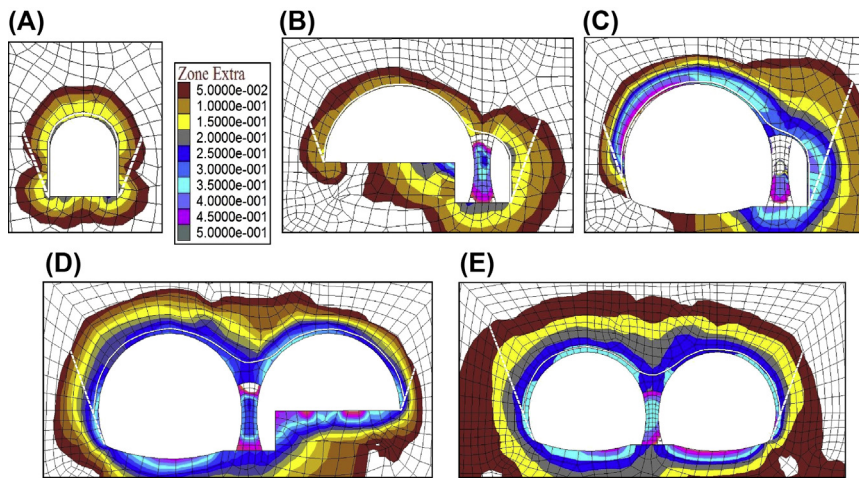 (A)
(B)
(C)
Zone Extra
5.0000e-002
1.0000e-001
1.5000e-001
2.0000e-001
2.5000e-001
3.0000e-001
3.5000e-001
4.0000e-001
4.5000e-001
5.0000e-001
(D)
(E)